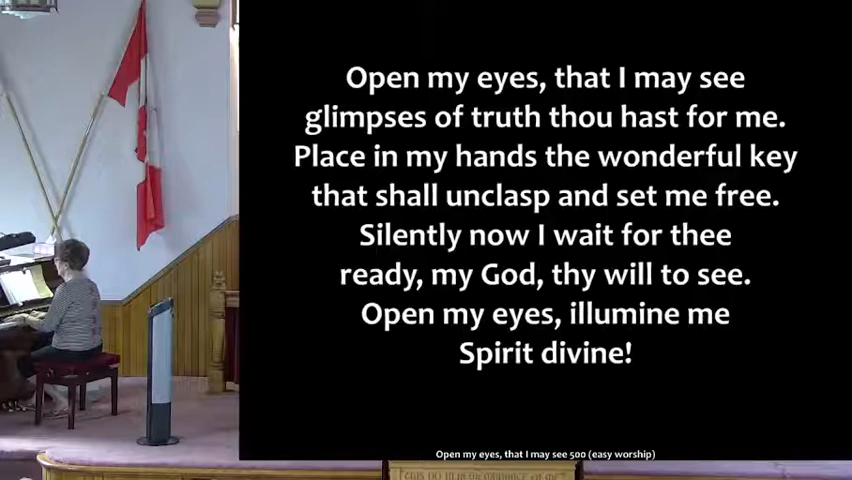 Open my eyes, that I may see
glimpses of truth thou hast for me.
Place in my hands the wonderful key
that shall unclasp and set me free.
Silently now I wait for thee
ready, my God, thy will to see.
Open my eyes, illumine me
Spirit divine!
Open my eyes, that I may see 500 (easy worship)